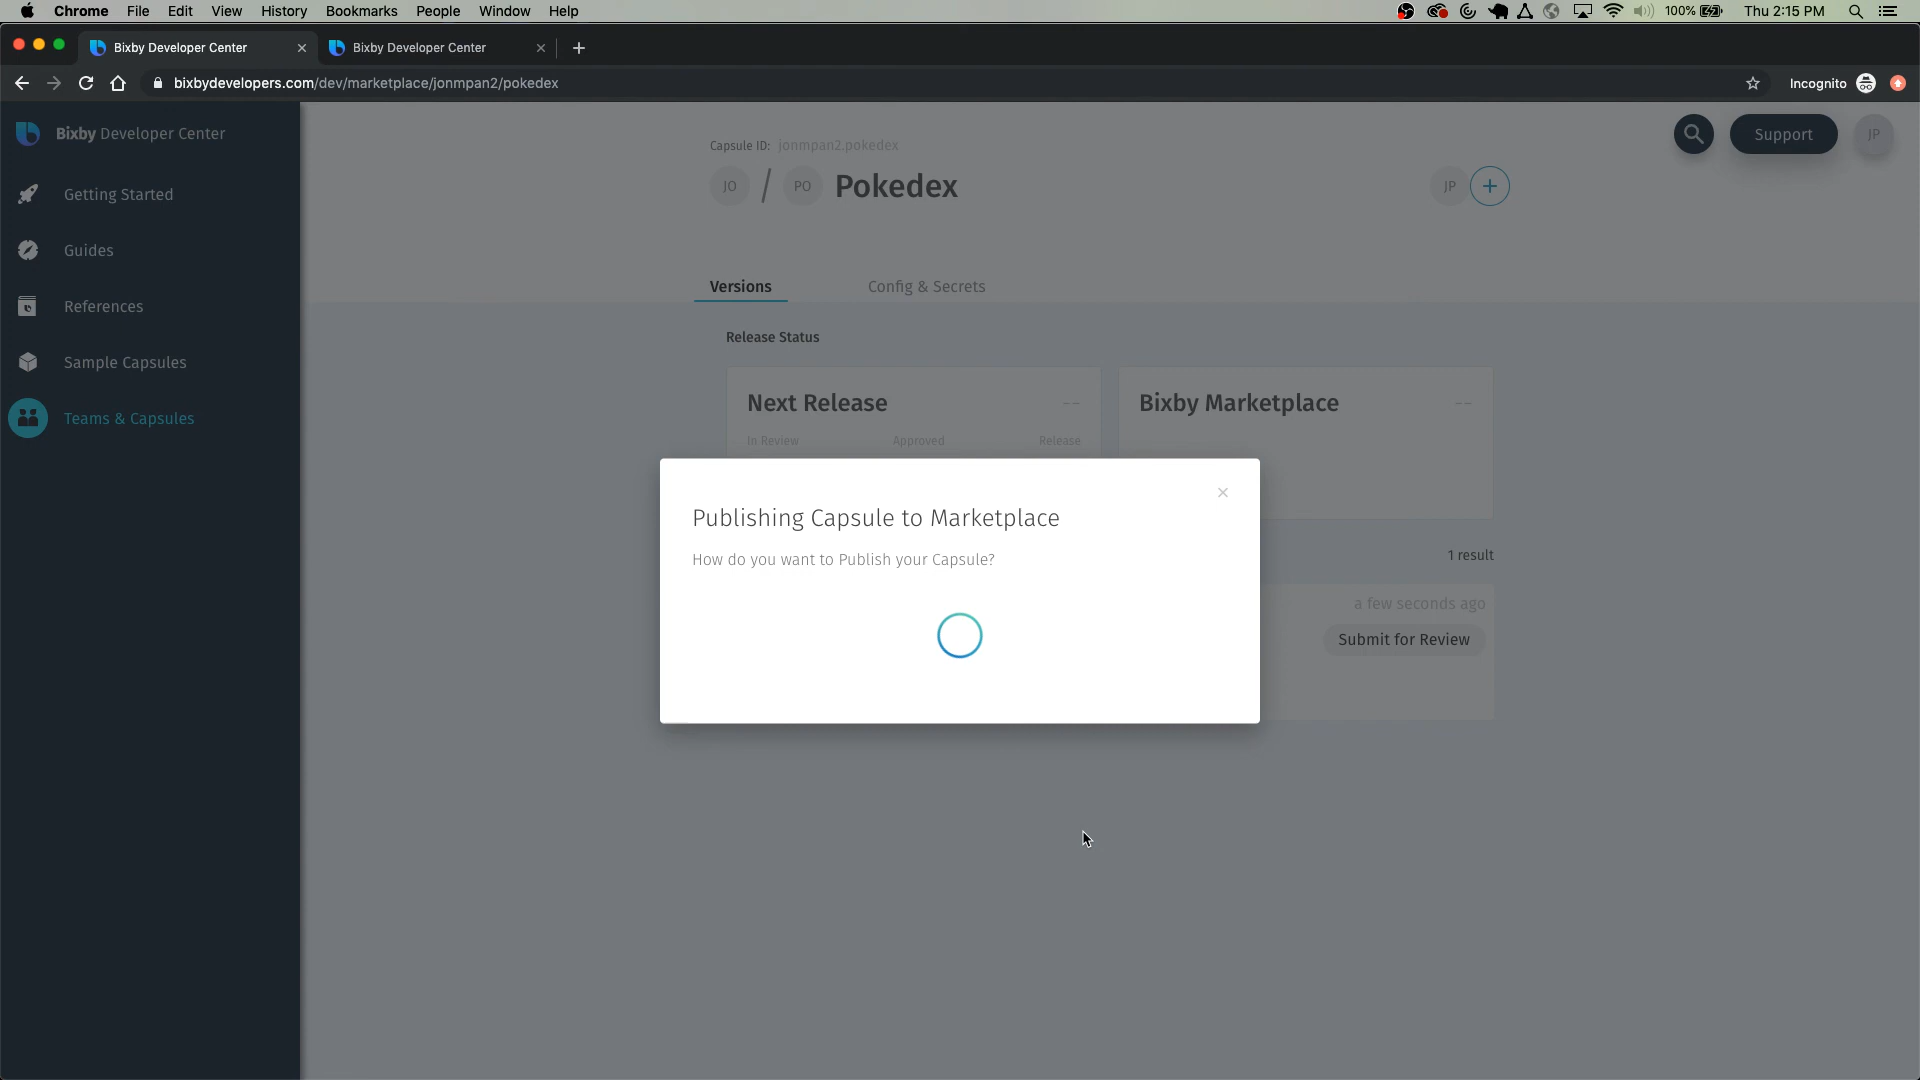 Chrome File Edit View History Bookmarks People Window Help 100% Thu 2:15 PM
Bixby Developer Center Bixby Developer Center
bixbydevelopers.com/dev/marketplace/jonmpan2/pokedex Incognito
Bixby Developer Center
Getting Started
Guides
References
Sample Capsules
Teams & Capsules
Capsule ID: jonmpan2.pokedex
JO / PO Pokedex
JP +
Support
JP
Versions Config & Secrets
Release Status
Next Release --
In Review Approved Release
Bixby Marketplace --
Publishing Capsule to Marketplace
How do you want to Publish your Capsule?
1 result
a few seconds ago
Submit for Review